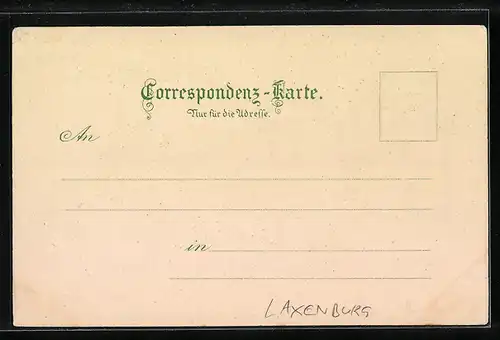 Correspondenz-Karte.
Nur für die Adresse.
An
in
LAXENBURG